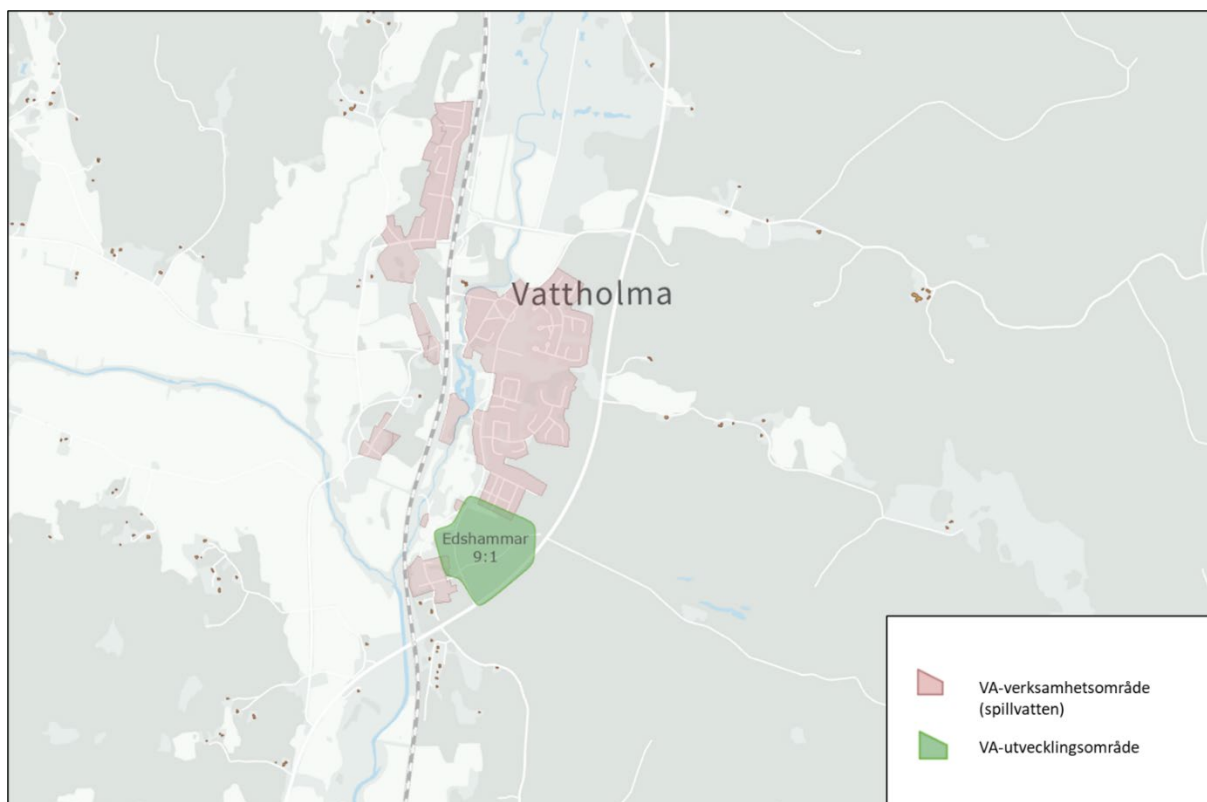 Vattholma
Edshammar
9:1
VA-verksamhetsområde
(spillvatten)
VA-utvecklingsområde